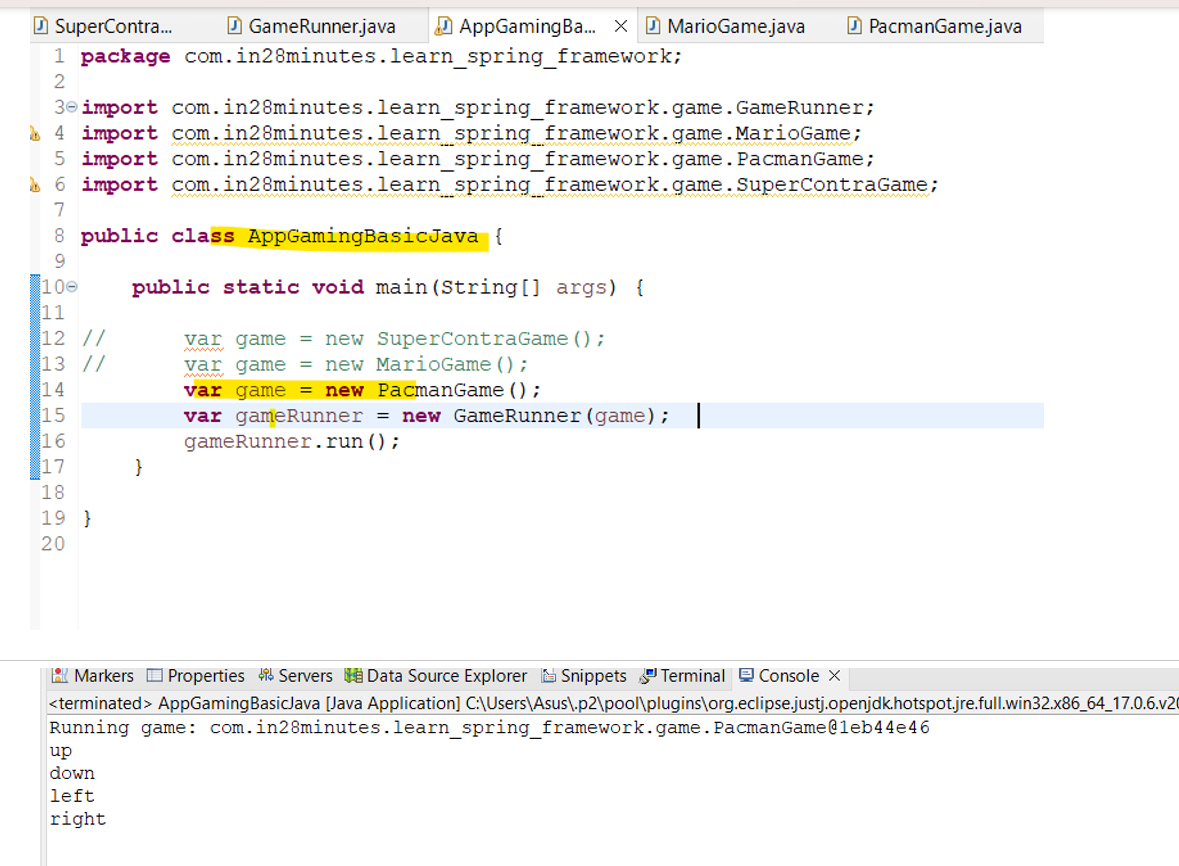 SuperContra... GameRunner.java AppGamingBa... MarioGame.java PacmanGame.java
1 package com.in28minutes.learn_spring_framework;
2
3 import com.in28minutes.learn_spring_framework.game.GameRunner;
4 import com.in28minutes.learn_spring_framework.game.MarioGame;
5 import com.in28minutes.learn_spring_framework.game.PacmanGame;
6 import com.in28minutes.learn_spring_framework.game.SuperContraGame;
7
8 public class AppGamingBasicJava {
9
10 public static void main(String[] args) {
11
12 // var game = new SuperContraGame();
13 // var game = new MarioGame();
14 var game = new PacmanGame();
15 var gameRunner = new GameRunner(game);
16 gameRunner.run();
17 }
18
19 }
20
Markers Properties Servers Data Source Explorer Snippets Terminal Console
<terminated> AppGamingBasicJava [Java Application] C:\Users\Asus\.p2\pool\plugins\org.eclipse.justj.openjdk.hotspot.jre.full.win32.x86_64_17.0.6.v20
Running game: com.in28minutes.learn_spring_framework.game.PacmanGame@1eb44e46
up
down
left
right